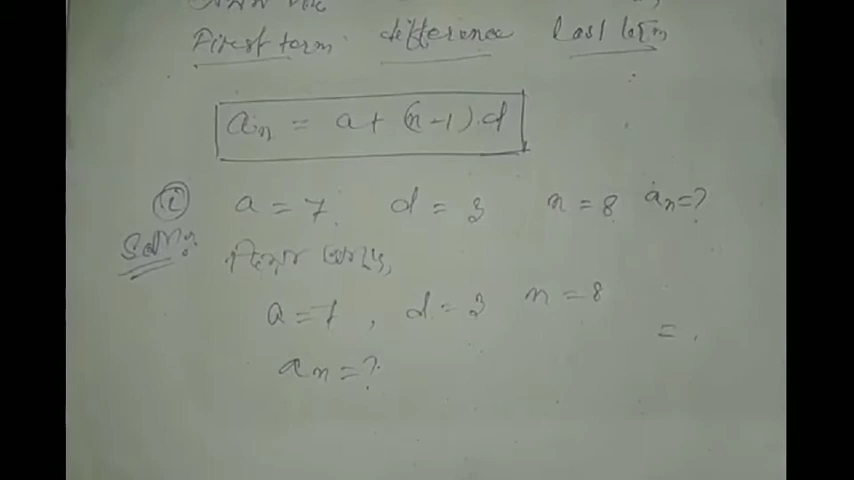 First term difference last term
an = a + (n-1).d
(i) a = 7. d = 3 n = 8 an = ?
Soln:
a = 7, d = 3 n = 8
= .
an = ?